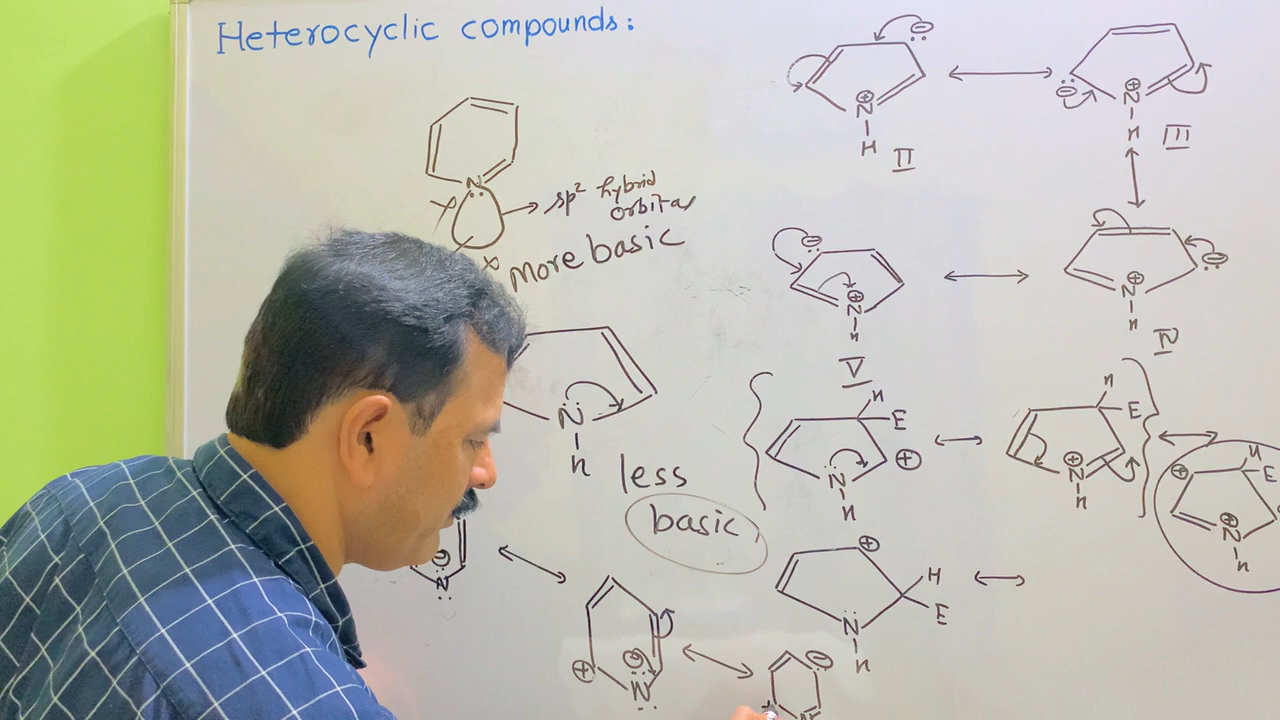 Heterocyclic compounds:
N
sp² hybrid
orbital
More basic
N
H
less
basic
N
N
N
⊕
N
H
II
⊖
⊕
N
H
III
⊖
⊕
N
H
V
⊖
⊕
N
H
IV
⊖
H
E
⊕
N
H
H
E
⊕
N
H
⊕
H
E
⊕
N
H
⊕
H
E
N
H
⊖
N